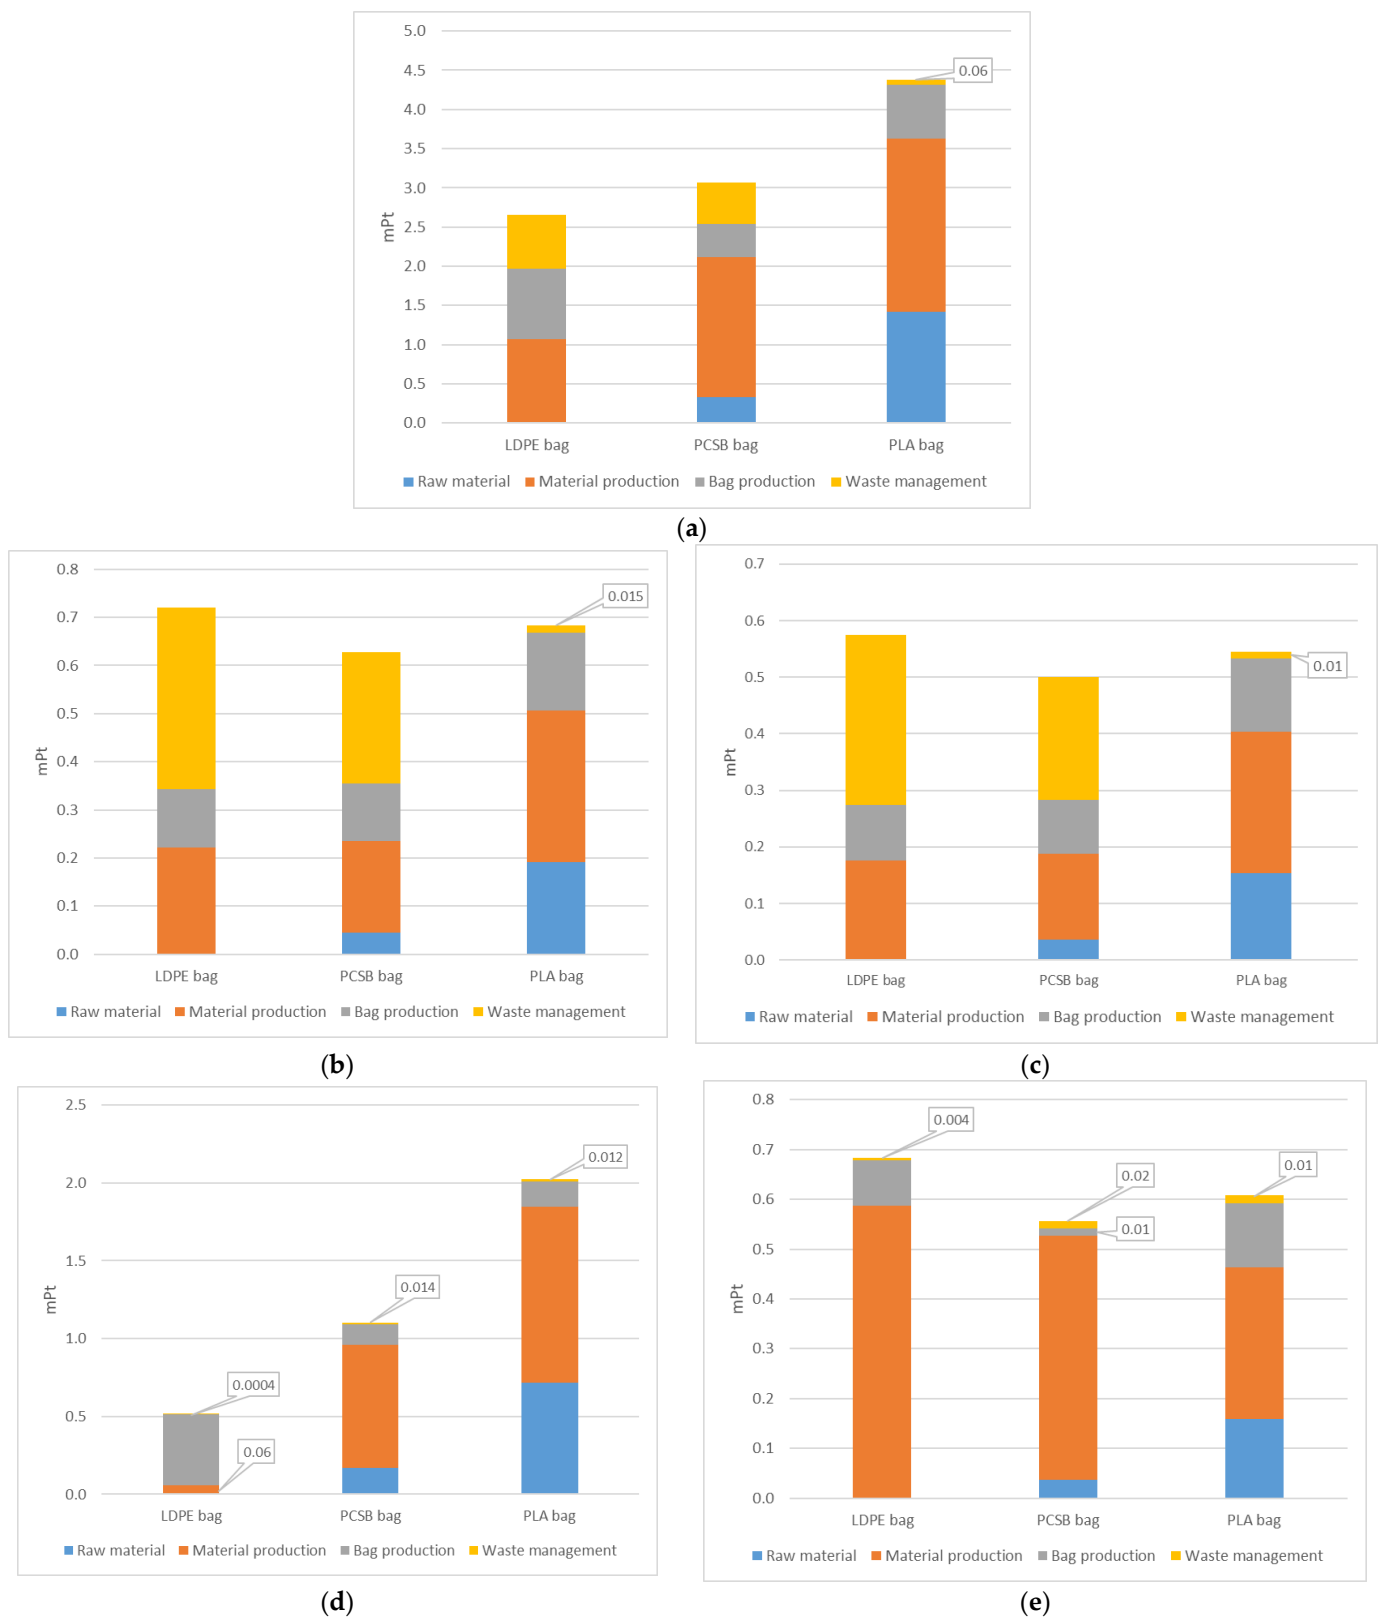 5.0
4.5
4.0
3.5
3.0
2.5
2.0
1.5
1.0
0.5
0.0
mPt
0.06
LDPE bag PCSB bag PLA bag
Raw material Material production Bag production Waste management
(a)
0.8
0.7
0.6
0.5
0.4
0.3
0.2
0.1
0.0
mPt
0.015
LDPE bag PCSB bag PLA bag
Raw material Material production Bag production Waste management
(b)
0.7
0.6
0.5
0.4
0.3
0.2
0.1
0.0
mPt
0.01
LDPE bag PCSB bag PLA bag
Raw material Material production Bag production Waste management
(c)
2.5
2.0
1.5
1.0
0.5
0.0
mPt
0.012
0.014
0.0004
0.06
LDPE bag PCSB bag PLA bag
Raw material Material production Bag production Waste management
(d)
0.8
0.7
0.6
0.5
0.4
0.3
0.2
0.1
0.0
mPt
0.004
0.02
0.01
0.01
LDPE bag PCSB bag PLA bag
Raw material Material production Bag production Waste management
(e)